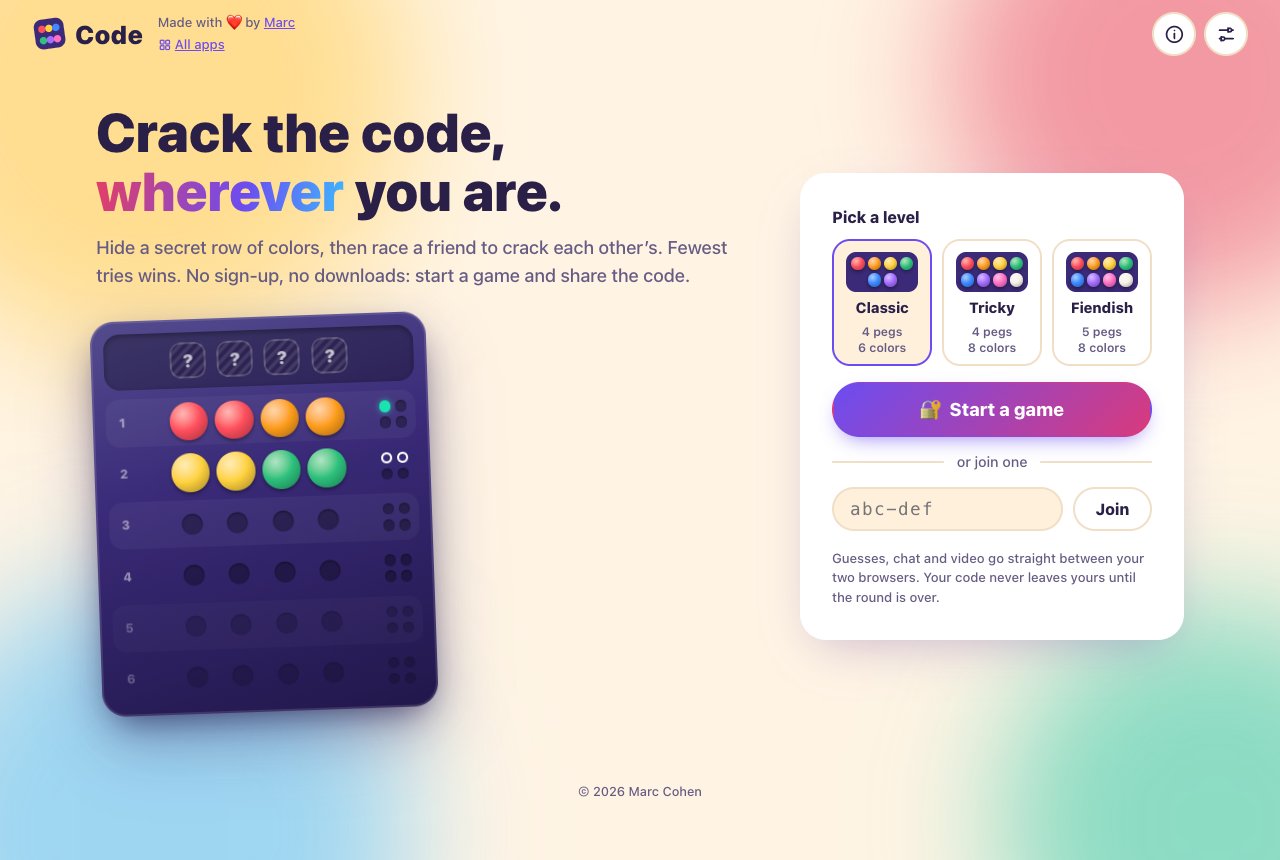 Code
Made with ❤️ by Marc
All apps
Crack the code,
wherever you are.
Hide a secret row of colors, then race a friend to crack each other’s. Fewest
tries wins. No sign-up, no downloads: start a game and share the code.
? ? ? ?
1
2
3
4
5
6
Pick a level
Classic
4 pegs
6 colors
Tricky
4 pegs
8 colors
Fiendish
5 pegs
8 colors
🔐 Start a game
or join one
abc-def
Join
Guesses, chat and video go straight between your
two browsers. Your code never leaves yours until
the round is over.
© 2026 Marc Cohen